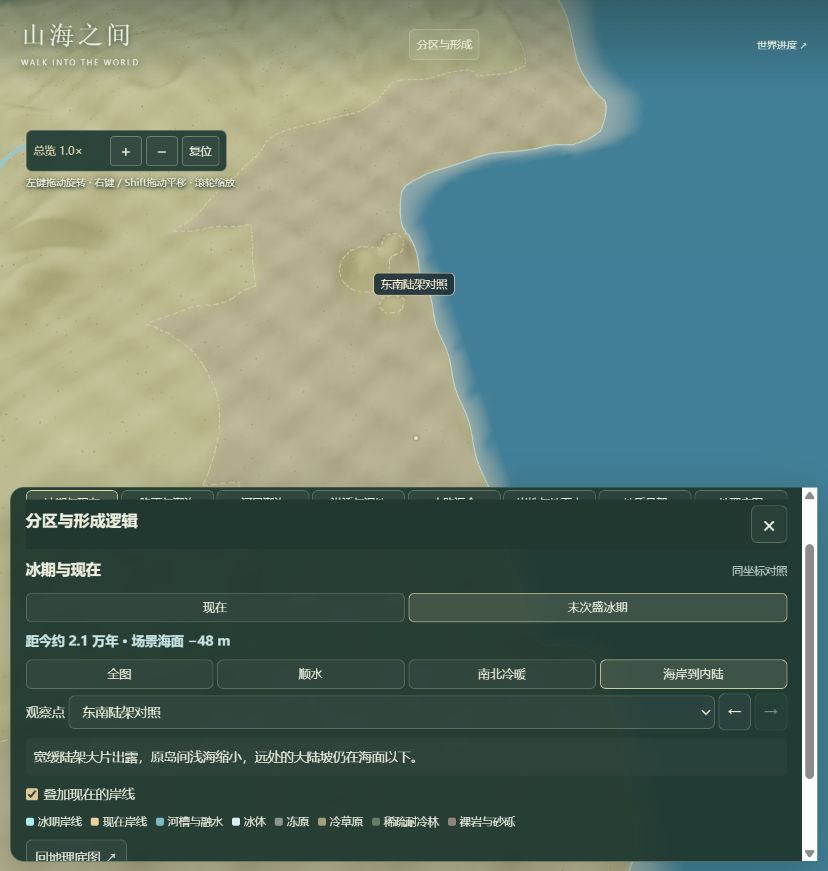 山海之间
WALK INTO THE WORLD
分区与形成
世界进度 ↗
总览 1.0× + − 复位
左键拖动旋转 · 右键 / Shift拖动平移 · 滚轮缩放
东南陆架对照
分区与形成逻辑 ×
冰期与现在 同坐标对照
现在 末次盛冰期
距今约 2.1 万年 • 场景海面 −48 m
全图 顺水 南北冷暖 海岸到内陆
观察点 东南陆架对照 ← →
宽缓陆架大片出露，原岛间浅海缩小，远处的大陆坡仍在海面以下。
叠加现在的岸线
冰期岸线 现在岸线 河槽与融水 冰体 冻原 冷草原 稀疏耐冷林 裸岩与砂砾
回地理底图 ↗